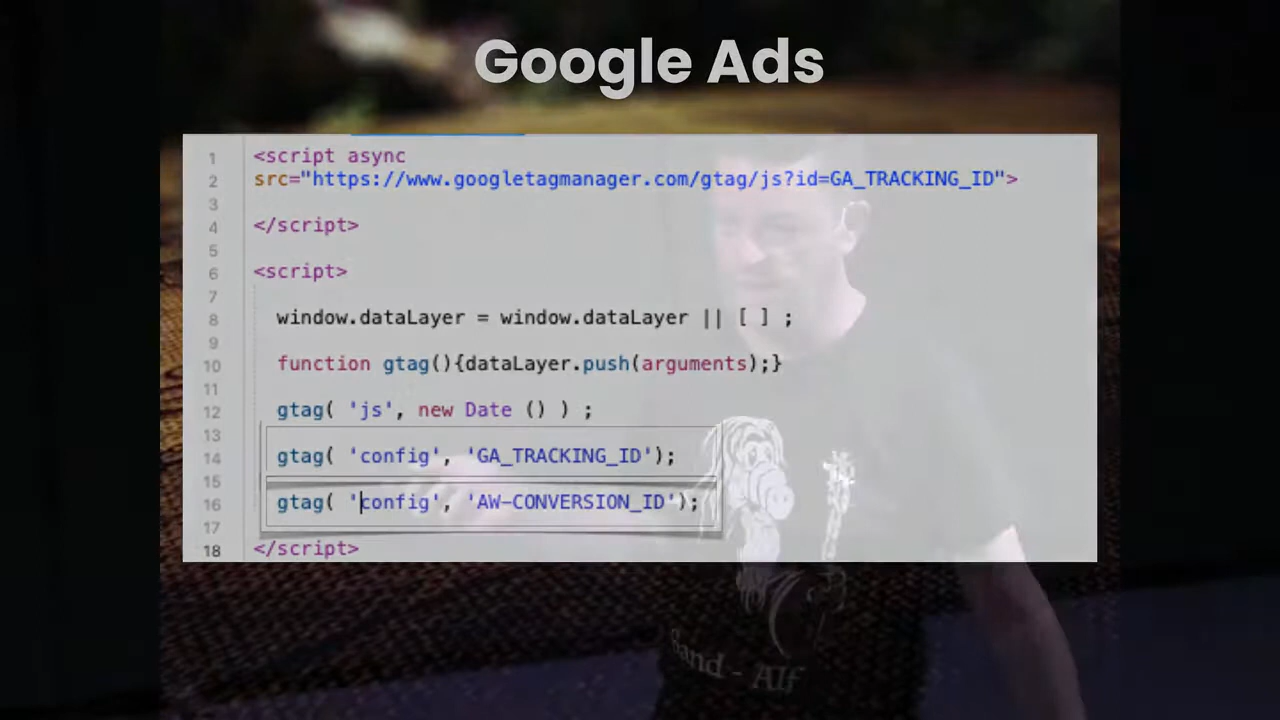 Google Ads
1 <script async
2 src="https://www.googletagmanager.com/gtag/js?id=GA_TRACKING_ID">
3
4 </script>
5
6 <script>
7
8 window.dataLayer = window.dataLayer || [ ] ;
9
10 function gtag(){dataLayer.push(arguments);}
11
12 gtag( 'js', new Date () ) ;
13
14 gtag( 'config', 'GA_TRACKING_ID');
15
16 gtag( 'config', 'AW-CONVERSION_ID');
17
18 </script>
Band - Alf